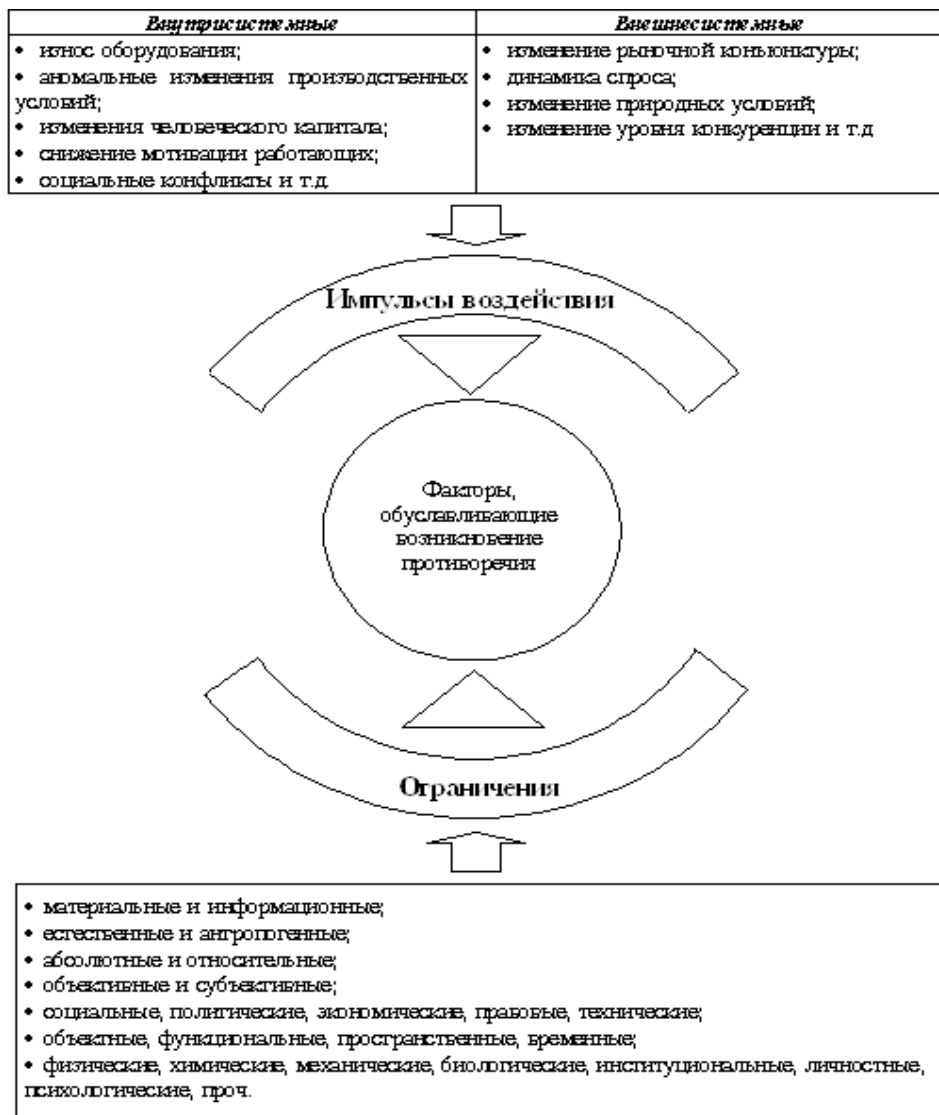 Внутрисистемные
• износ оборудования;
• аномальные изменения производственных
условий;
• изменения человеческого капитала;
• снижение мотивации работающих;
• социальные конфликты и т.д.
Внешнесистемные
• изменение рыночной конъюнктуры;
• динамика спроса;
• изменение природных условий;
• изменение уровня конкуренции и т.д
Импульсы воздействия
Факторы,
обуславливающие
возникновение
противоречия
Ограничения
• материальные и информационные;
• естественные и антропогенные;
• абсолютные и относительные;
• объективные и субъективные;
• социальные, политические, экономические, правовые, технические;
• объектные, функциональные, пространственные, временные;
• физические, химические, механические, биологические, институциональные, личностные,
психологические, проч.